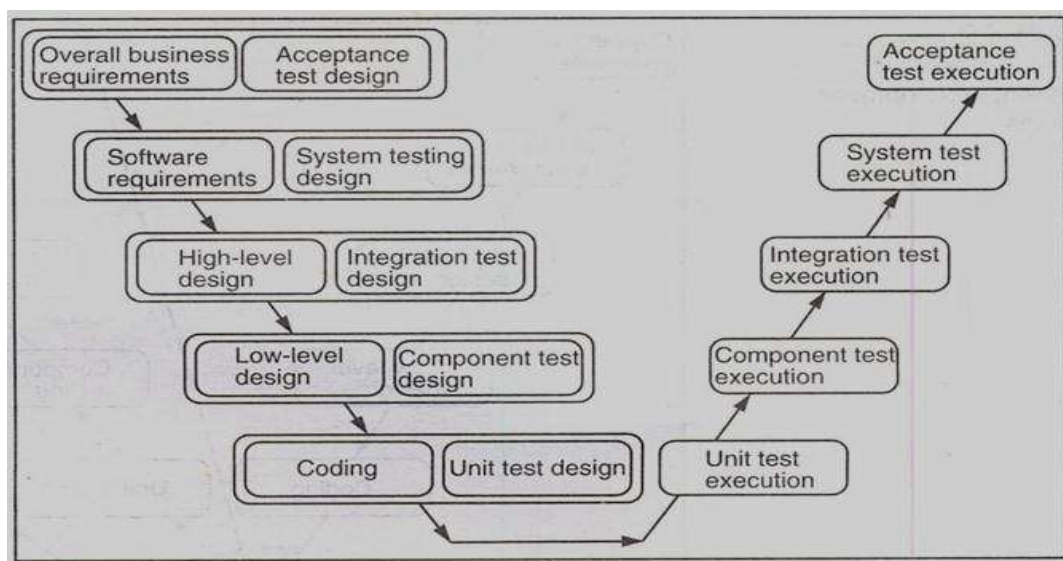 Overall business
requirements
Acceptance
test design
Acceptance
test execution
Software
requirements
System testing
design
System test
execution
High-level
design
Integration test
design
Integration test
execution
Low-level
design
Component test
design
Component test
execution
Coding
Unit test design
Unit test
execution